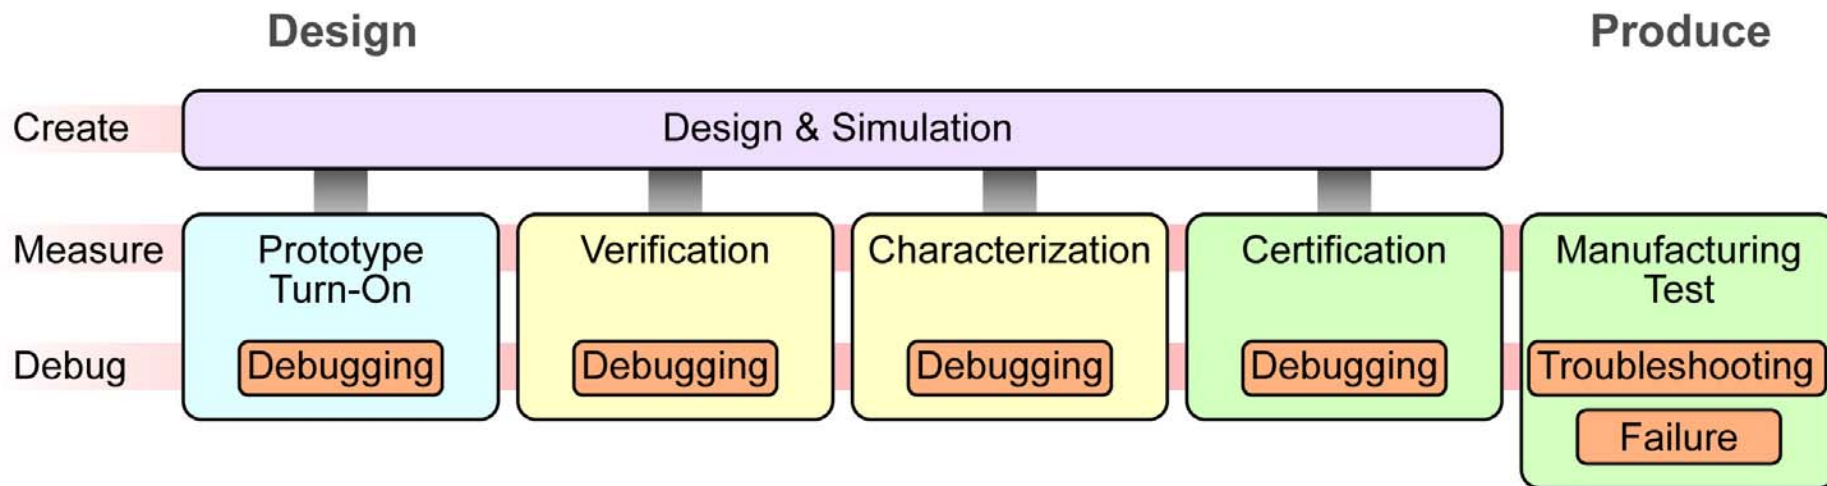 Design
Produce
Create
Design & Simulation
Measure
Prototype
Turn-On
Verification
Characterization
Certification
Manufacturing
Test
Debug
Debugging
Debugging
Debugging
Debugging
Troubleshooting
Failure